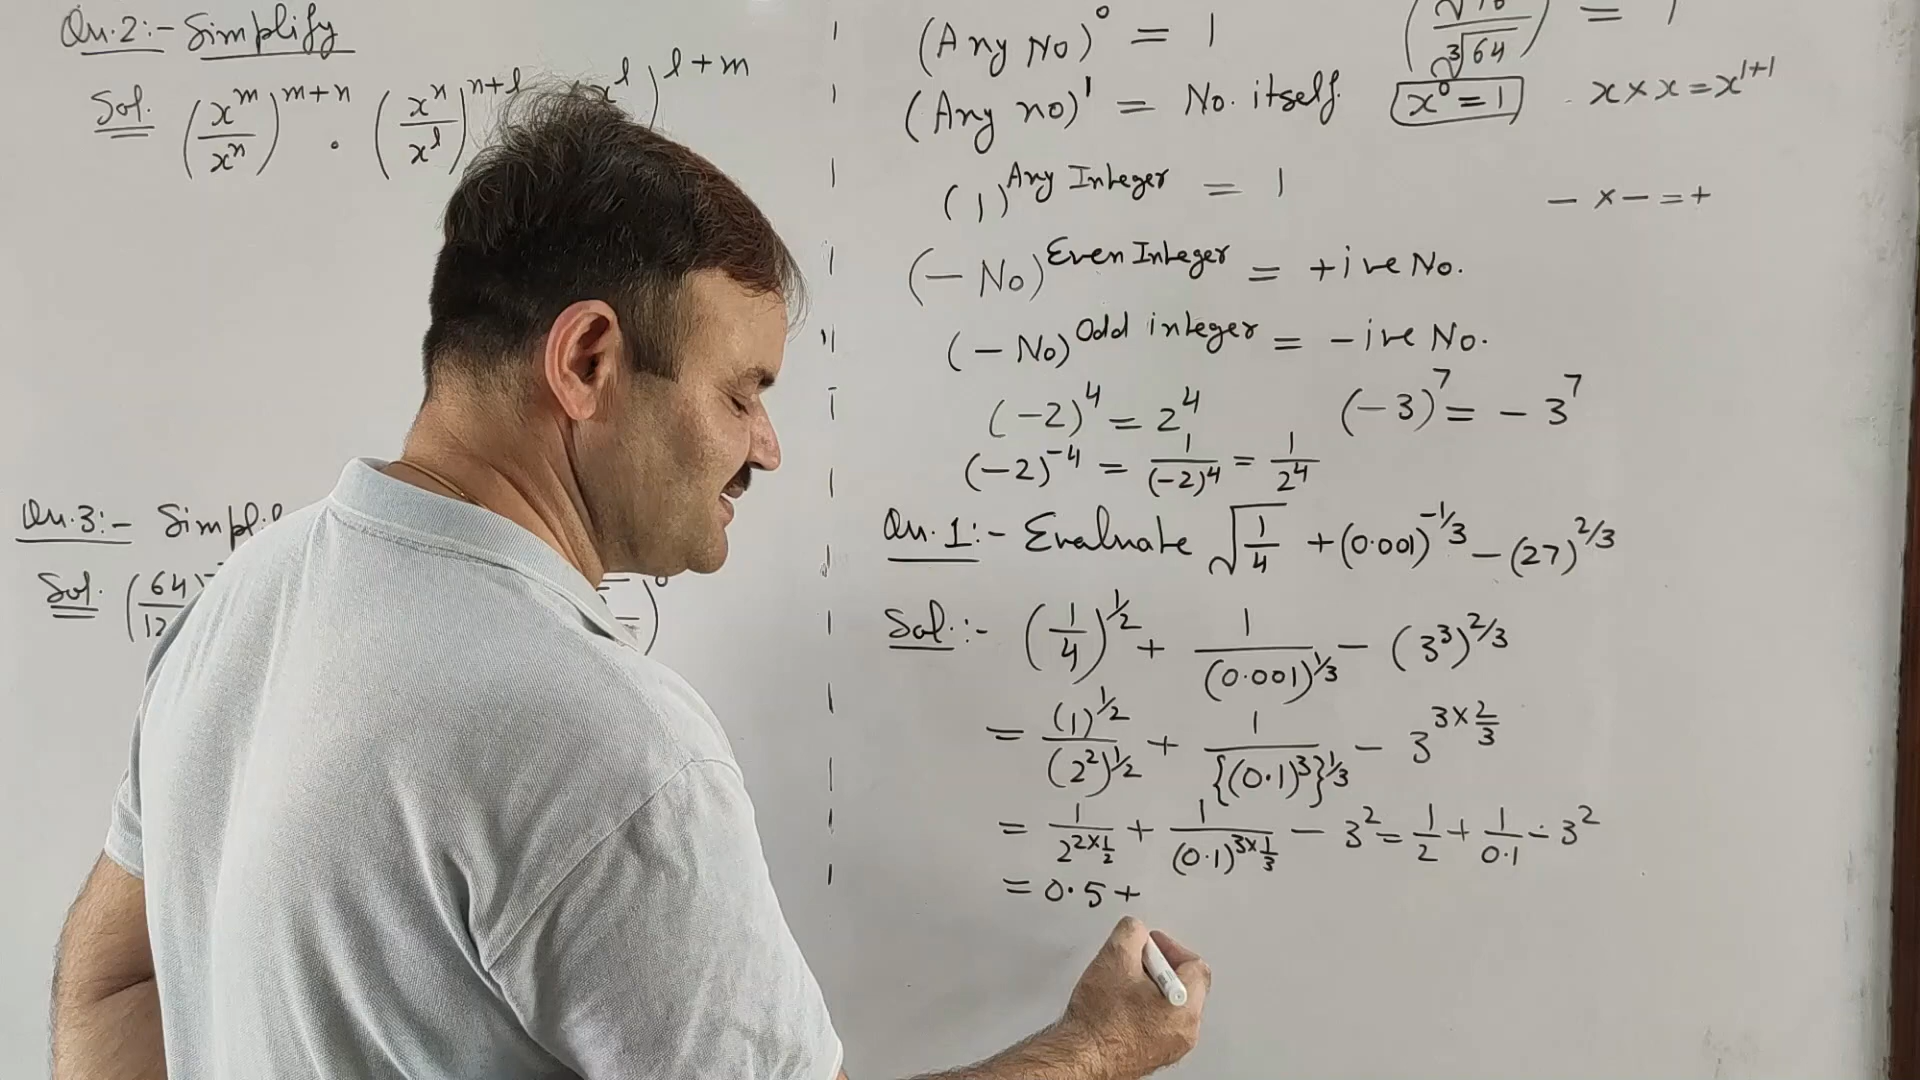 Qu.2:- Simplify
Sol. (x^m/x^n)^(m+n) . (x^n/x^l)^(n+l) x^l)^(l+m)
Qu.3:- Simpli
Sol. (64/12
)^0
(Any No)^0 = 1
∛64) = 1
(Any no)^1 = No. itself.
x^0 = 1
x × x = x^(1+1)
(1)^(Any Integer) = 1
- × - = +
(- No)^(Even Integer) = +ive No.
(- No)^(Odd integer) = -ive No.
(-2)^4 = 2^4
(-3)^7 = -3^7
(-2)^-4 = 1/(-2)^4 = 1/2^4
Qu.1:- Evaluate √(1/4) + (0.001)^(-1/3) - (27)^(2/3)
Sol.:- (1/4)^(1/2) + 1/(0.001)^(1/3) - (3^3)^(2/3)
= (1)^(1/2)/(2^2)^(1/2) + 1/{(0.1)^3}^(1/3) - 3^(3×2/3)
= 1/2^(2×1/2) + 1/(0.1)^(3×1/3) - 3^2 = 1/2 + 1/0.1 - 3^2
= 0.5 +